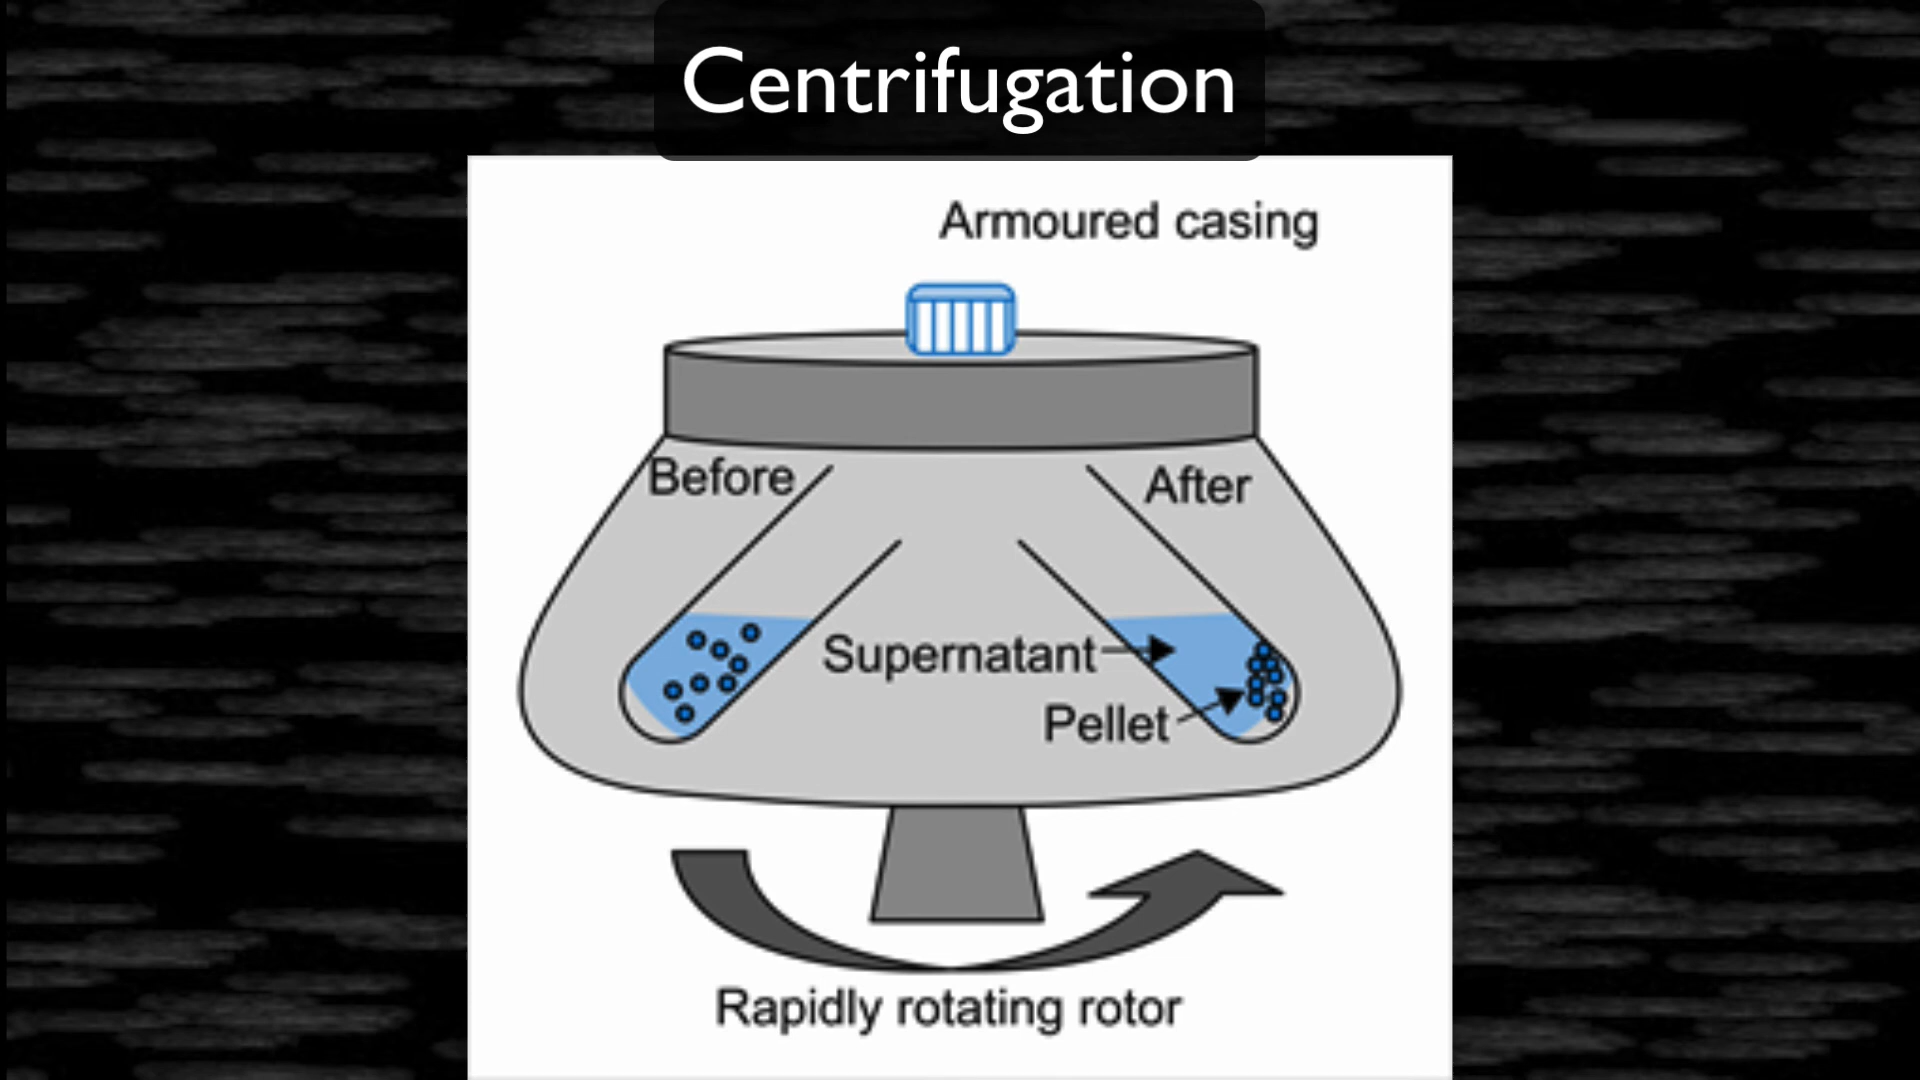 Centrifugation
Armoured casing
Before
After
Supernatant
Pellet
Rapidly rotating rotor